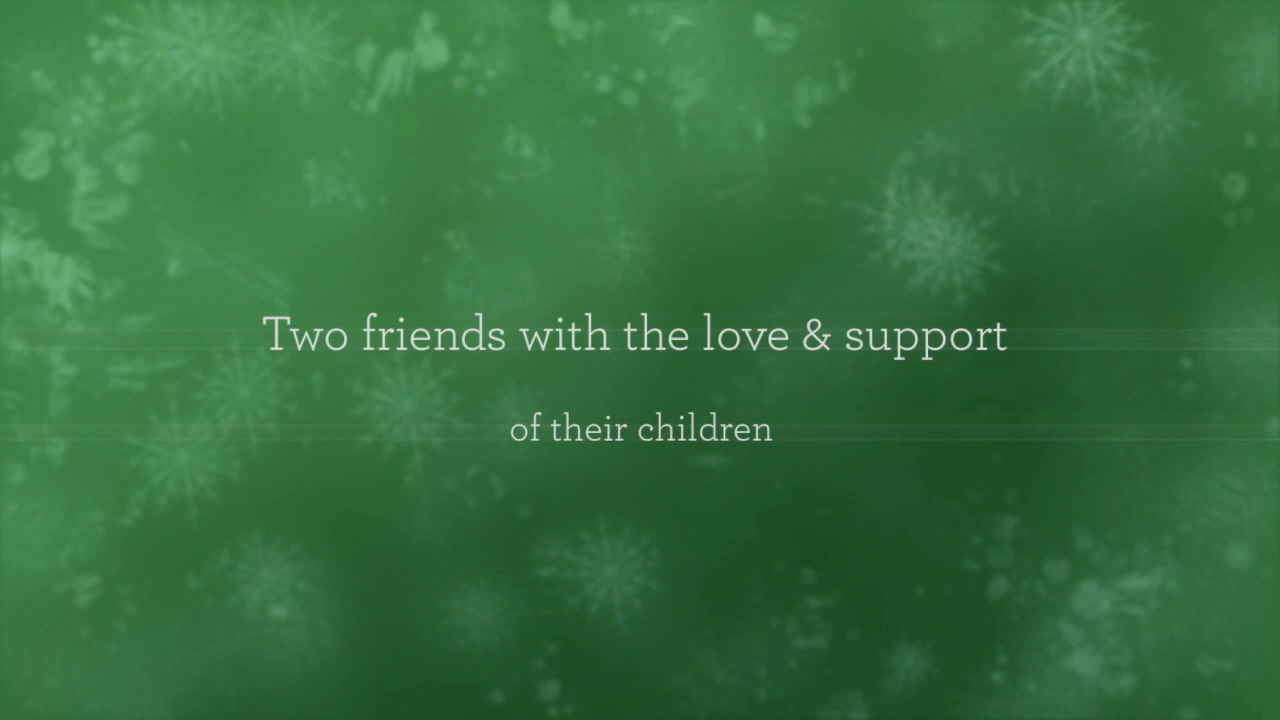 Two friends with the love & support
of their children